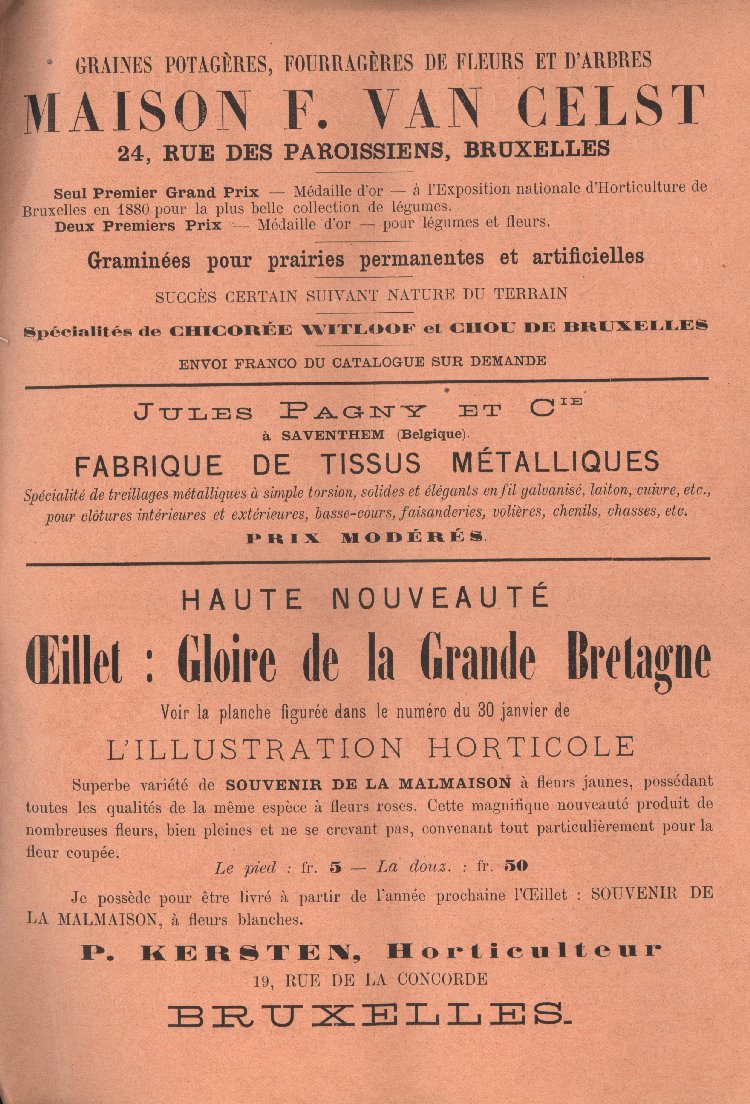 GRAINES POTAGÈRES, FOURRAGÈRES DE FLEURS ET D'ARBRES
MAISON F. VAN CELST
24, RUE DES PAROISSIENS, BRUXELLES
Seul Premier Grand Prix — Médaille d'or — à l'Exposition nationale d'Horticulture de
Bruxelles en 1880 pour la plus belle collection de légumes.
Deux Premiers Prix — Médaille d'or — pour légumes et fleurs.
Graminées pour prairies permanentes et artificielles
SUCCÈS CERTAIN SUIVANT NATURE DU TERRAIN
Spécialités de CHICORÉE WITLOOF et CHOU DE BRUXELLES
ENVOI FRANCO DU CATALOGUE SUR DEMANDE
JULES PAGNY ET CIE
à SAVENTHEM (Belgique).
FABRIQUE DE TISSUS MÉTALLIQUES
Spécialité de treillages métalliques à simple torsion, solides et élégants en fil galvanisé, laiton, cuivre, etc.,
pour clôtures intérieures et extérieures, basse-cours, faisanderies, volières, chenils, chasses, etc.
PRIX MODÉRÉS.
HAUTE NOUVEAUTÉ
Œillet : Gloire de la Grande Bretagne
Voir la planche figurée dans le numéro du 30 janvier de
L'ILLUSTRATION HORTICOLE
Superbe variété de SOUVENIR DE LA MALMAISON à fleurs jaunes, possédant
toutes les qualités de la même espèce à fleurs roses. Cette magnifique nouveauté produit de
nombreuses fleurs, bien pleines et ne se crevant pas, convenant tout particulièrement pour la
fleur coupée.
Le pied : fr. 5 — La douz. : fr. 50
Je possède pour être livré à partir de l'année prochaine l'Œillet : SOUVENIR DE
LA MALMAISON, à fleurs blanches.
P. KERSTEN, Horticulteur
19, RUE DE LA CONCORDE
BRUXELLES.